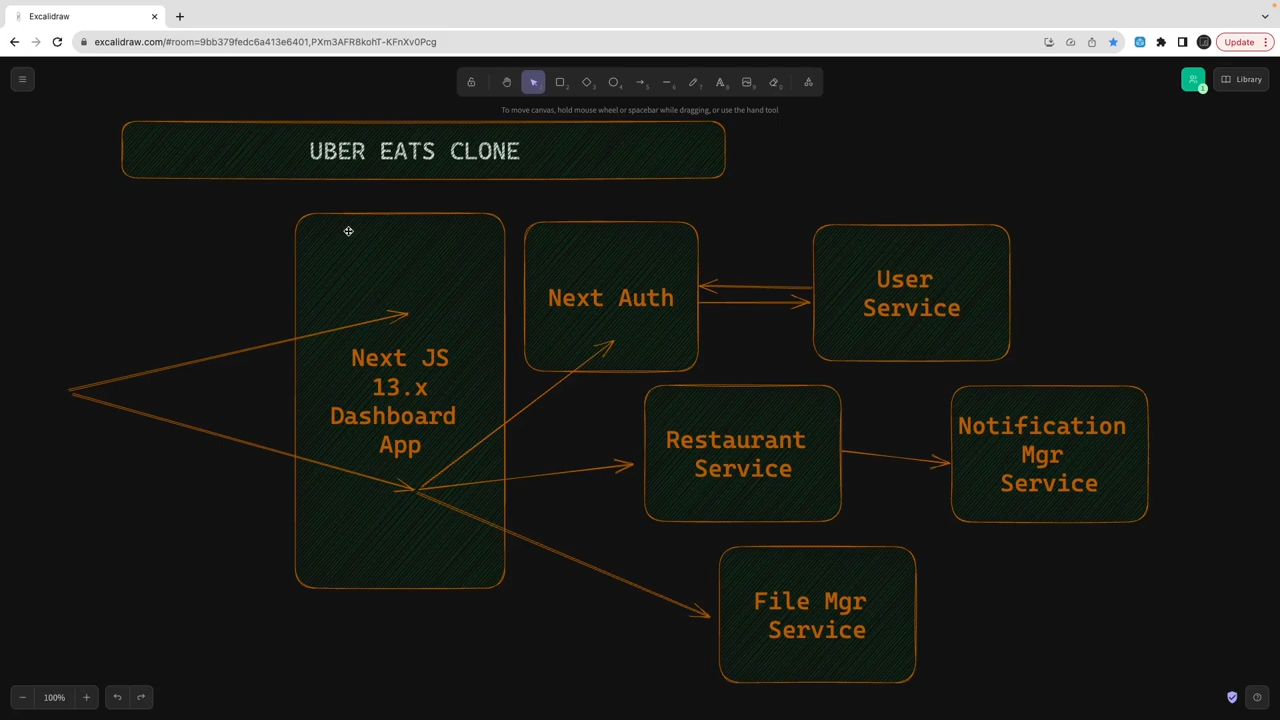 Excalidraw
excalidraw.com/#room=9bb379fedc6a413e6401,PXm3AFR8kohT-KFnXv0Pcg
Update
Library
To move canvas, hold mouse wheel or spacebar while dragging, or use the hand tool
UBER EATS CLONE
Next JS
13.x
Dashboard
App
Next Auth
User
Service
Restaurant
Service
Notification
Mgr
Service
File Mgr
Service
100%